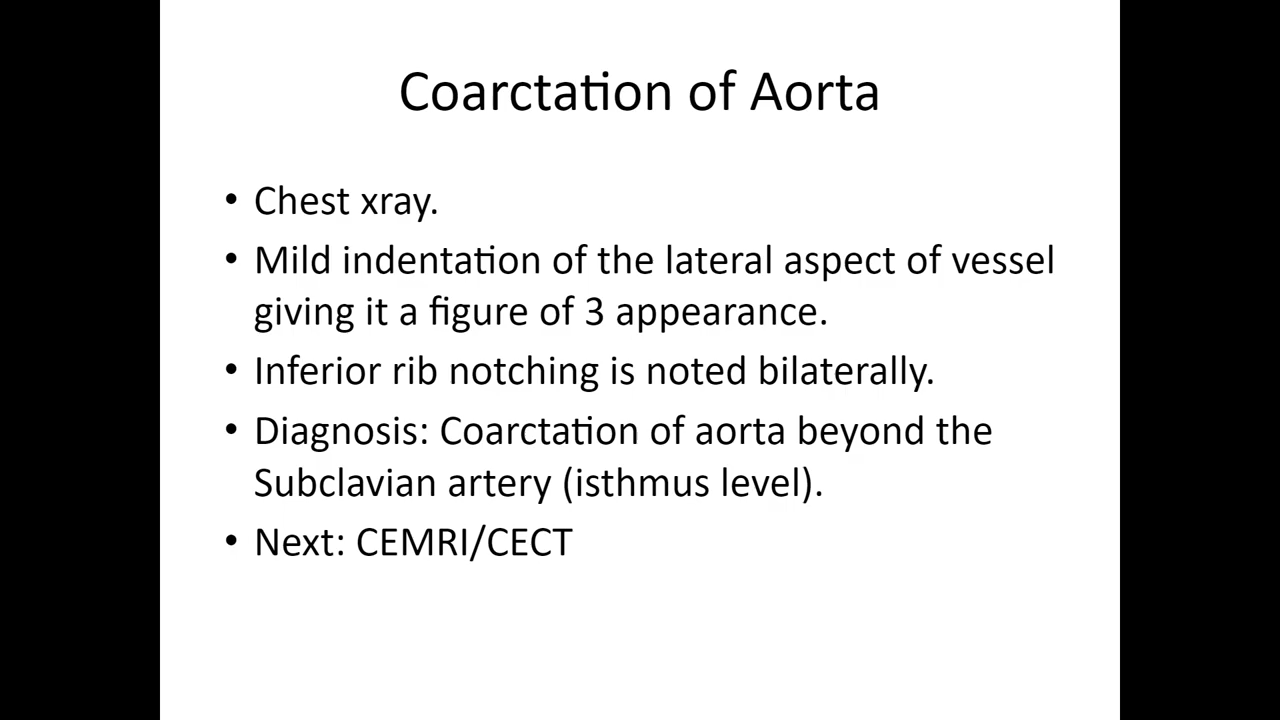 Coarctation of Aorta
• Chest xray.
• Mild indentation of the lateral aspect of vessel
giving it a figure of 3 appearance.
• Inferior rib notching is noted bilaterally.
• Diagnosis: Coarctation of aorta beyond the
Subclavian artery (isthmus level).
• Next: CEMRI/CECT